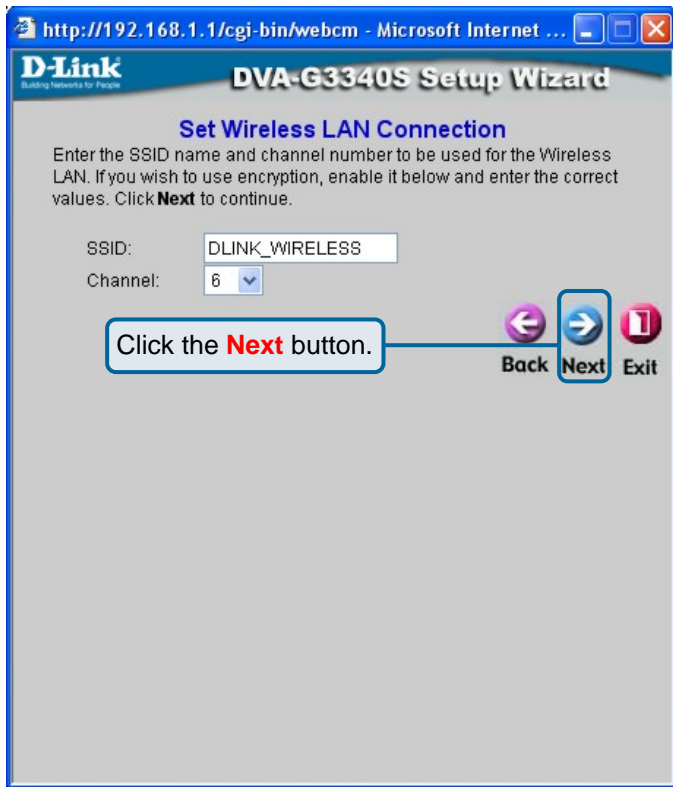 http://192.168.1.1/cgi-bin/webcm - Microsoft Internet ...
D-Link
Building Networks for People
DVA-G3340S Setup Wizard
Set Wireless LAN Connection
Enter the SSID name and channel number to be used for the Wireless
LAN. If you wish to use encryption, enable it below and enter the correct
values. Click Next to continue.
SSID: DLINK_WIRELESS
Channel: 6
Click the Next button.
Back Next Exit